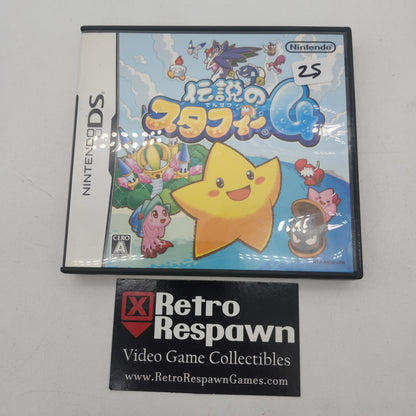 NINTENDO DS
Nintendo
25
伝説の
でんせつ
スタフィー4
CERO
A
Retro
Respawn
Video Game Collectibles
www.RetroRespawnGames.com